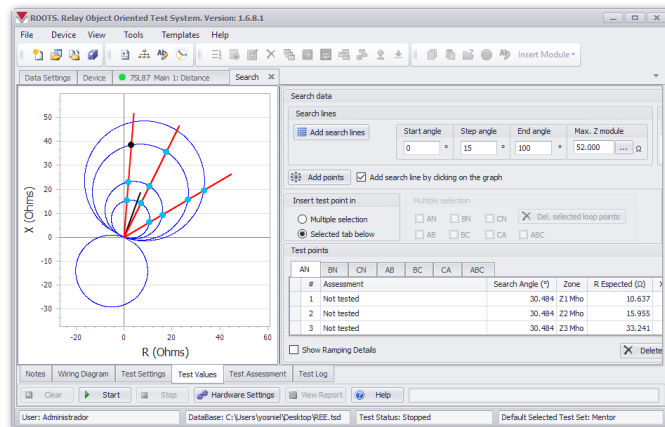 ROOTS. Relay Object Oriented Test System. Version: 1.6.8.1
File Device View Tools Templates Help
Insert Module
Data Settings Device 7SL87 Main 1: Distance Search
Search data
Search lines
Add search lines
Start angle Step angle End angle Max. Z module
0 ° 15 ° 100 ° 52.000 ... Ω
Add points Add search line by clicking on the graph
Insert test point in
Multiple selection
Selected tab below
Multiple selection
AN BN CN Del. selected loop points
AB BC CA ABC
Test points
AN BN CN AB BC CA ABC
# Assessment Search Angle (°) Zone R Espected (Ω) X
1 Not tested 30.484 Z1 Mho 10.637
2 Not tested 30.484 Z2 Mho 15.955
3 Not tested 30.484 Z3 Mho 33.241
Show Ramping Details Delete
X (Ohms)
50
40
30
20
10
0
-10
-20
-30
-20 0 20 40 60
R (Ohms)
Notes Wiring Diagram Test Settings Test Values Test Assessment Test Log
Clear Start Stop Hardware Settings View Report Help
User: Administrador DataBase: C:\Users\yosniel\Desktop\REE.tsd Test Status: Stopped Default Selected Test Set: Mentor